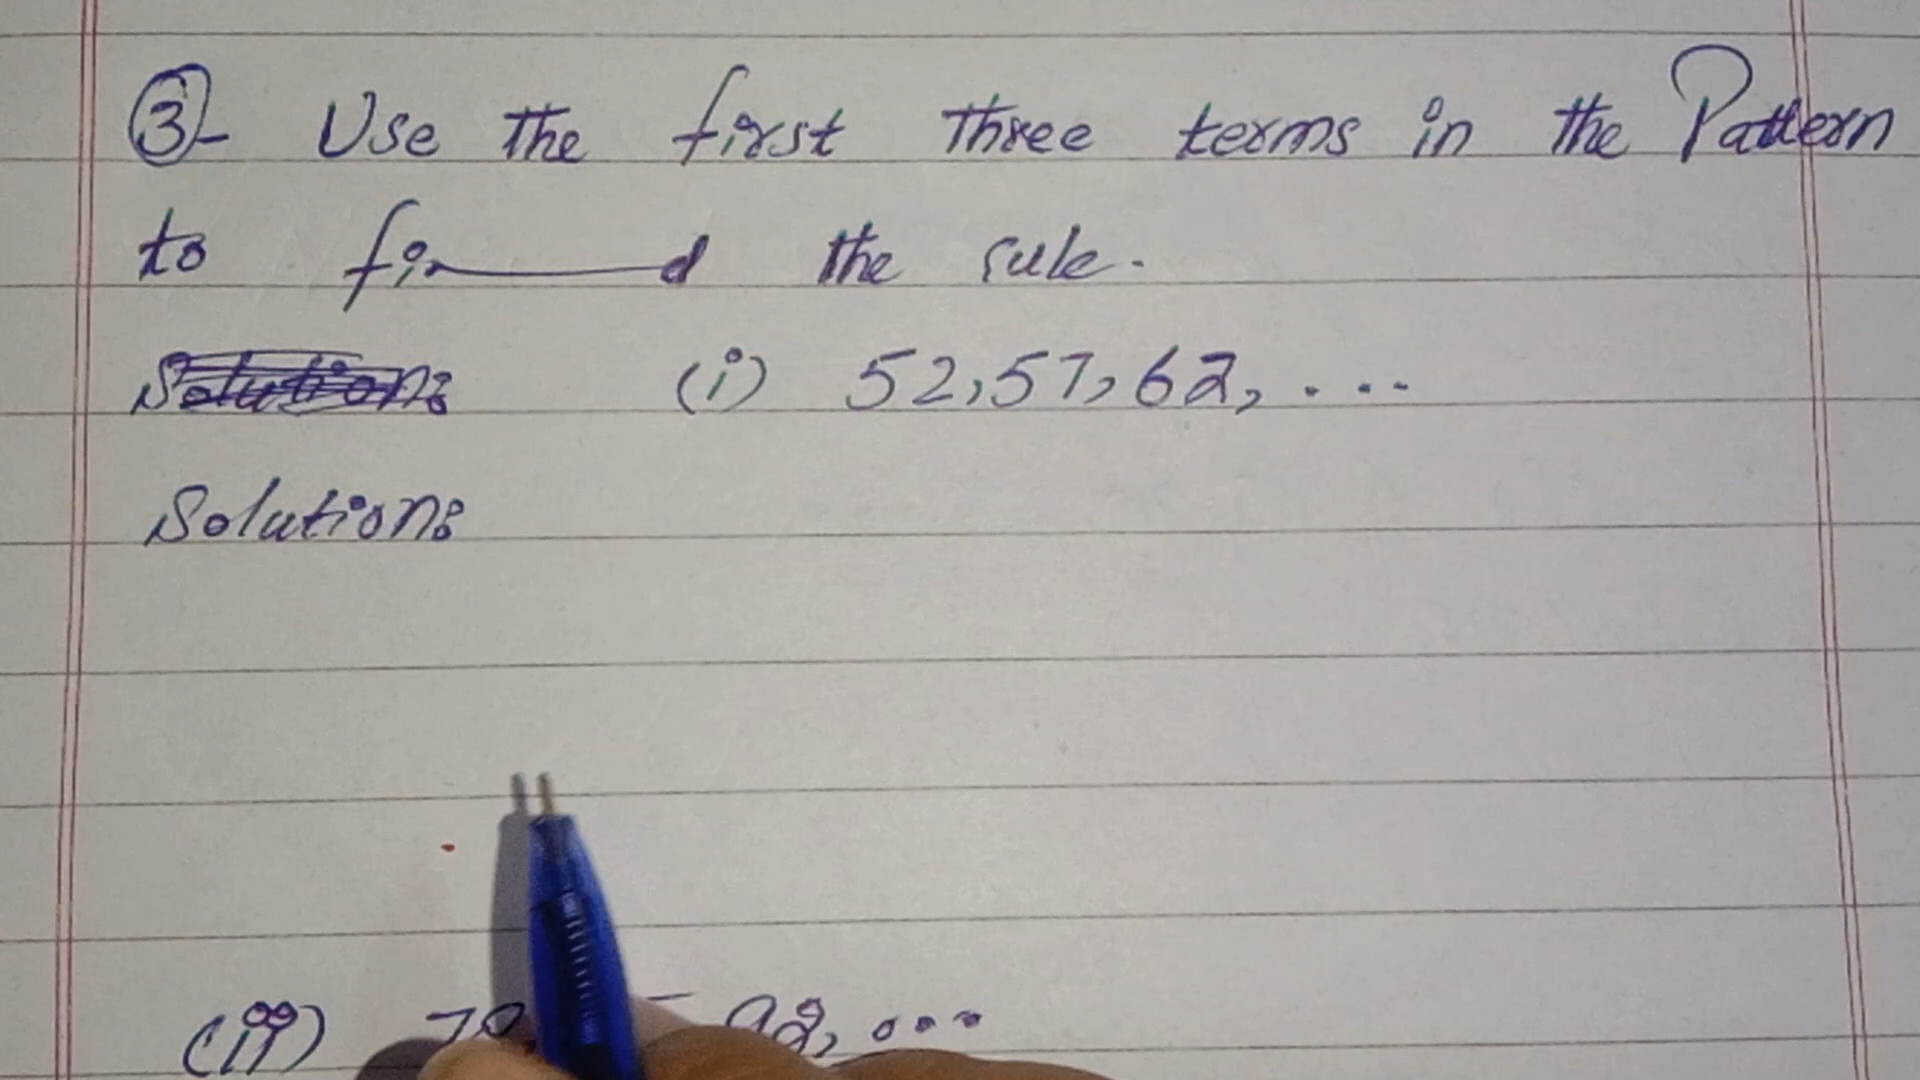 3- Use the first three terms in the Pattern
to find the rule.
(i) 52,57,62, ....
Solution:
(ii)